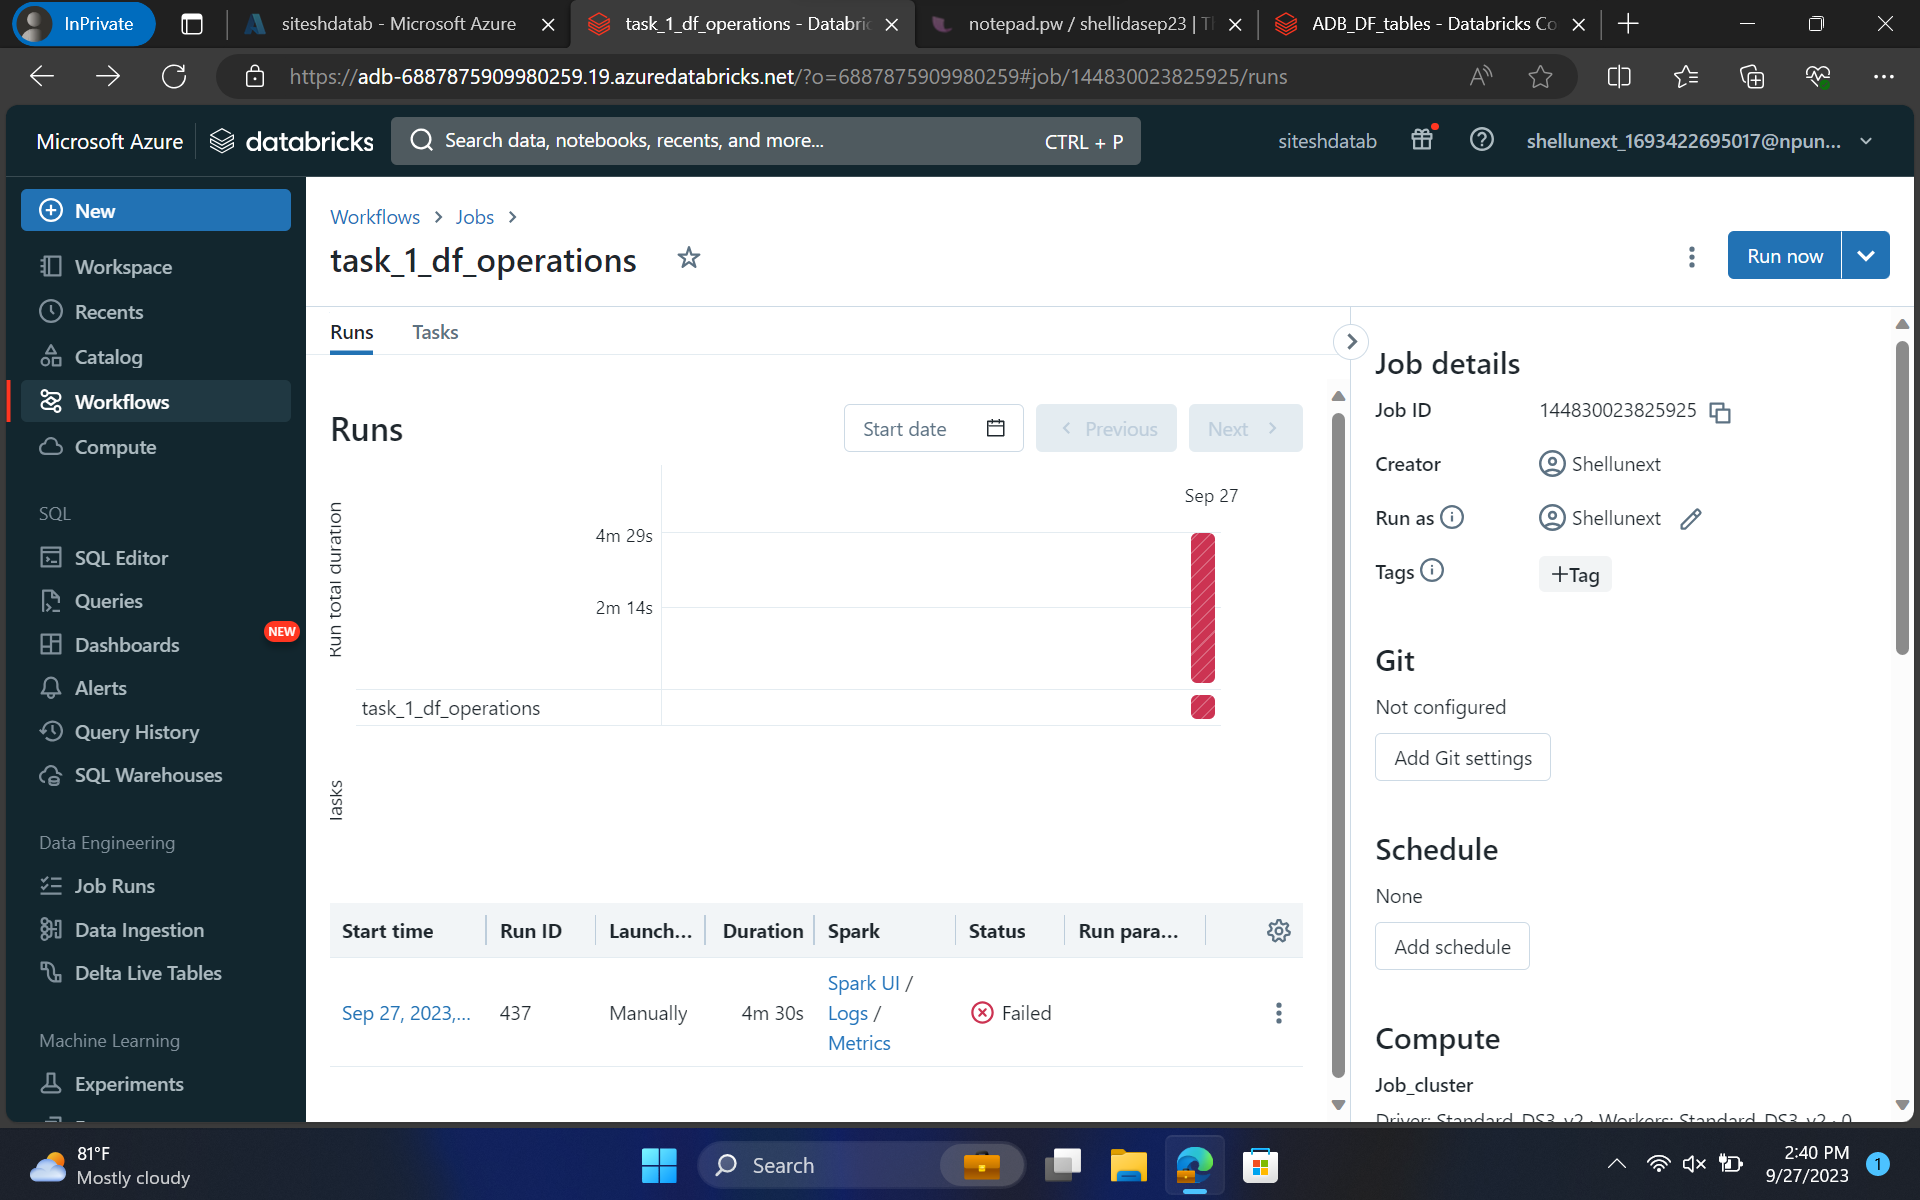 InPrivate
siteshdatab - Microsoft Azure
task_1_df_operations - Databric
notepad.pw / shellidasep23 | T
ADB_DF_tables - Databricks Co
https://adb-6887875909980259.19.azuredatabricks.net/?o=6887875909980259#job/144830023825925/runs
Microsoft Azure
databricks
Search data, notebooks, recents, and more...
CTRL + P
siteshdatab
shellunext_1693422695017@npun...
New
Workspace
Recents
Catalog
Workflows
Compute
SQL
SQL Editor
Queries
Dashboards
NEW
Alerts
Query History
SQL Warehouses
Data Engineering
Job Runs
Data Ingestion
Delta Live Tables
Machine Learning
Experiments
Workflows > Jobs >
task_1_df_operations
Run now
Runs
Tasks
Runs
Start date
Previous
Next
Run total duration
Sep 27
4m 29s
2m 14s
task_1_df_operations
Tasks
Start time
Run ID
Launch...
Duration
Spark
Status
Run para...
Sep 27, 2023,...
437
Manually
4m 30s
Spark UI /
Logs /
Metrics
Failed
Job details
Job ID
144830023825925
Creator
Shellunext
Run as
Shellunext
Tags
+Tag
Git
Not configured
Add Git settings
Schedule
None
Add schedule
Compute
Job_cluster
Driver: Standard_DS3_v2 · Workers: Standard_DS3_v2 · 0
81°F
Mostly cloudy
Search
2:40 PM
9/27/2023
1